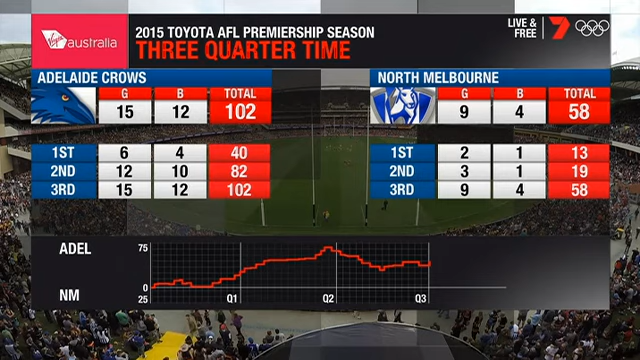 virgin australia
2015 TOYOTA AFL PREMIERSHIP SEASON
THREE QUARTER TIME
LIVE & FREE 7
ADELAIDE CROWS
G B TOTAL
15 12 102
1ST 6 4 40
2ND 12 10 82
3RD 15 12 102
NORTH MELBOURNE
G B TOTAL
9 4 58
1ST 2 1 13
2ND 3 1 19
3RD 9 4 58
ADEL 75
0
NM 25
Q1 Q2 Q3